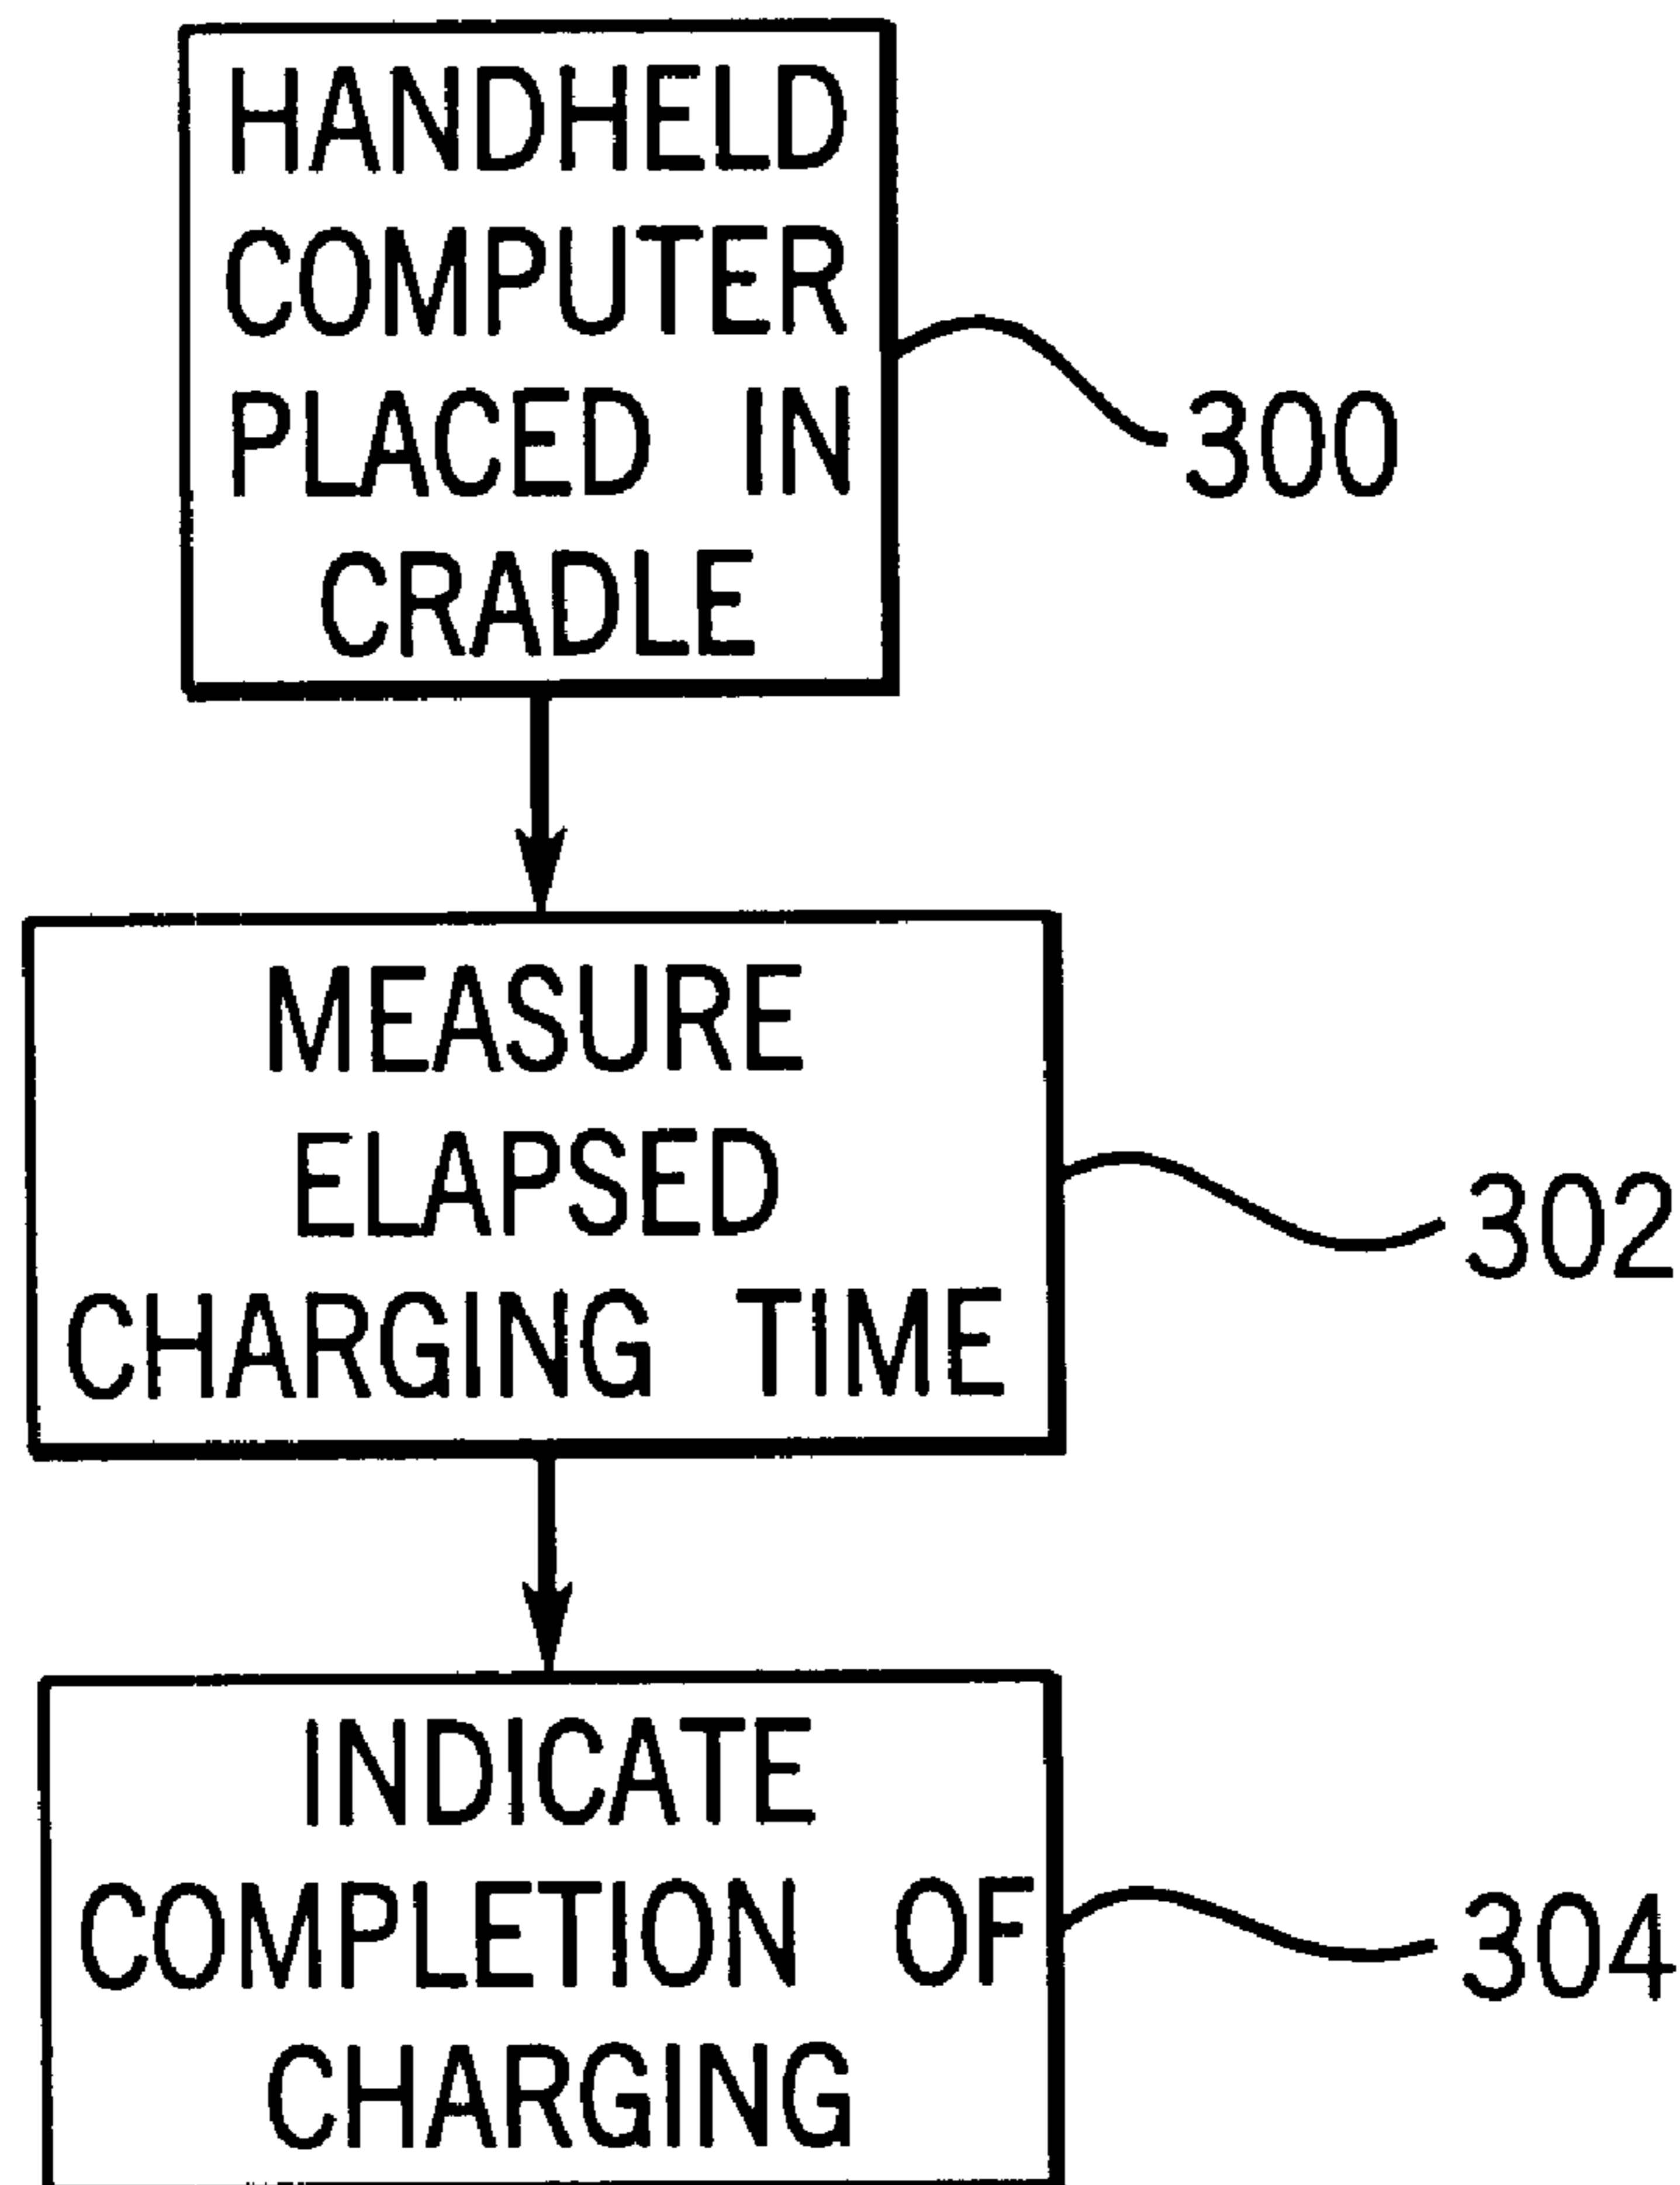 HANDHELD
COMPUTER
PLACED IN
CRADLE
300
MEASURE
ELAPSED
CHARGING TIME
302
INDICATE
COMPLETION OF
CHARGING
304